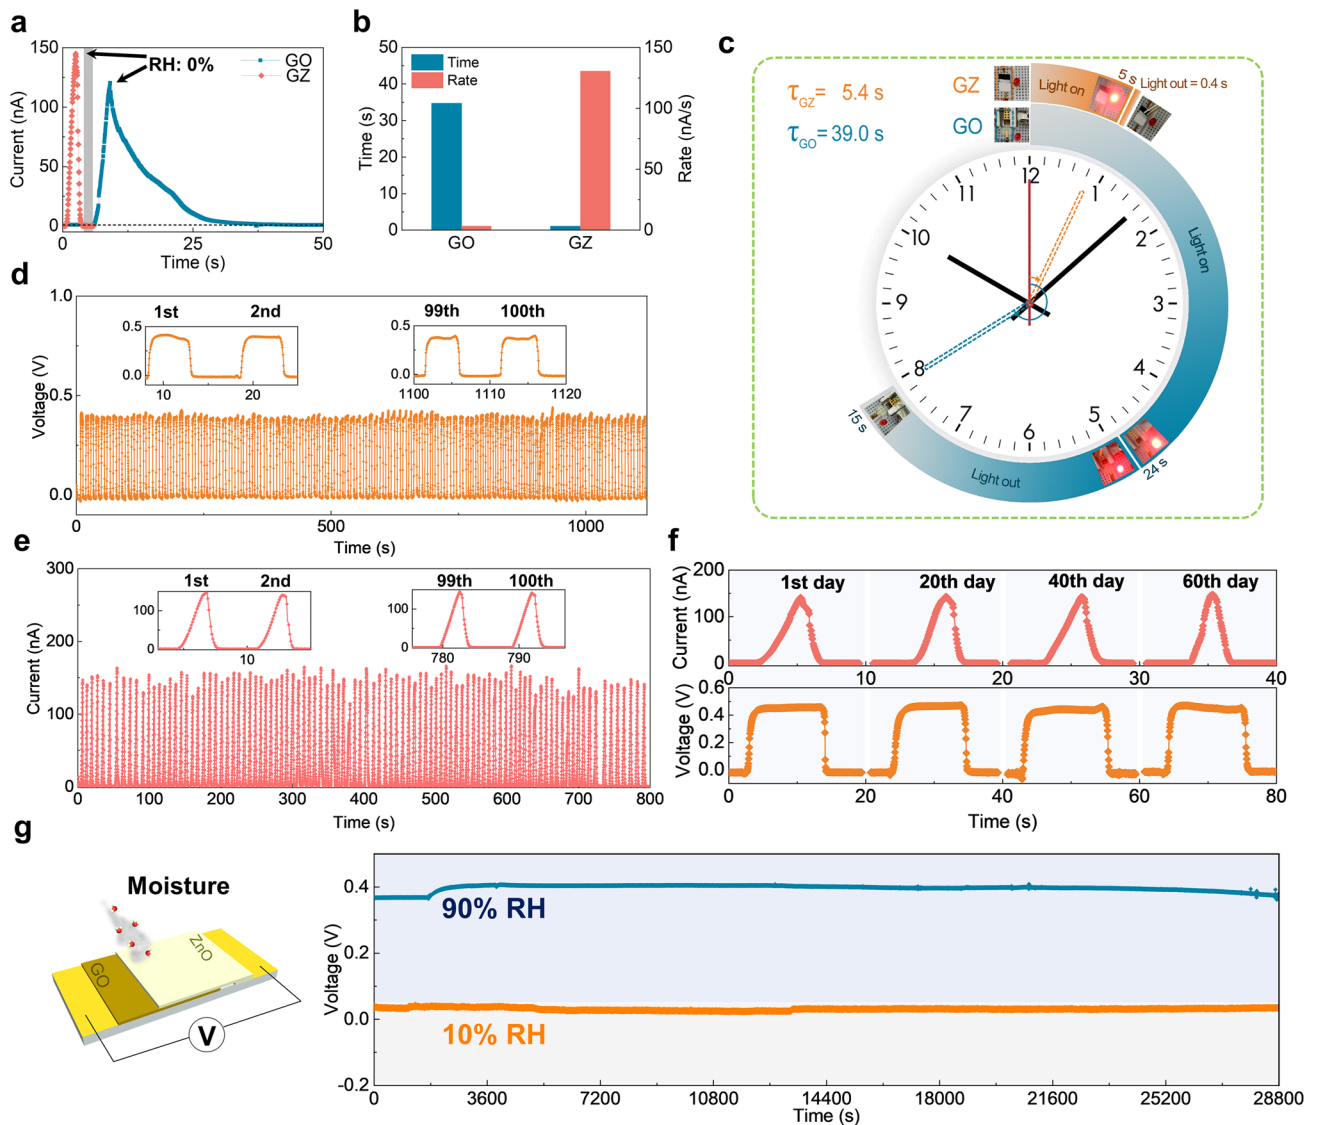 a
150
100
50
0
Current (nA)
RH: 0%
GO
GZ
0
25
50
Time (s)
b
50
40
30
20
10
0
Time (s)
Time
Rate
150
100
50
0
Rate (nA/s)
GO
GZ
c
τGZ= 5.4 s
τGO=39.0 s
GZ
GO
Light on
5 s
Light out = 0.4 s
Light on
24 s
Light out
15 s
12
1
2
3
4
5
6
7
8
9
10
11
d
1.0
0.5
0.0
Voltage (V)
1st
2nd
0.5
0.0
10
20
99th
100th
0.5
0.0
1100
1110
1120
0
500
1000
Time (s)
e
300
200
150
100
0
Current (nA)
1st
2nd
100
0
10
99th
100th
100
0
780
790
0
100
200
300
400
500
600
700
800
Time (s)
f
200
100
0
Current (nA)
1st day
20th day
40th day
60th day
0
10
20
30
40
0.6
0.4
0.2
0.0
Voltage (V)
0
20
40
60
80
Time (s)
g
Moisture
GO
ZnO
V
0.4
0.2
0.0
-0.2
Voltage (V)
90% RH
10% RH
0
3600
7200
10800
14400
18000
21600
25200
28800
Time (s)